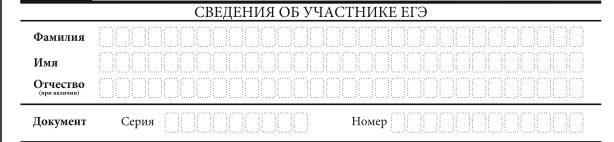 СВЕДЕНИЯ ОБ УЧАСТНИКЕ ЕГЭ
Фамилия
Имя
Отчество
(при наличии)
Документ Серия Номер